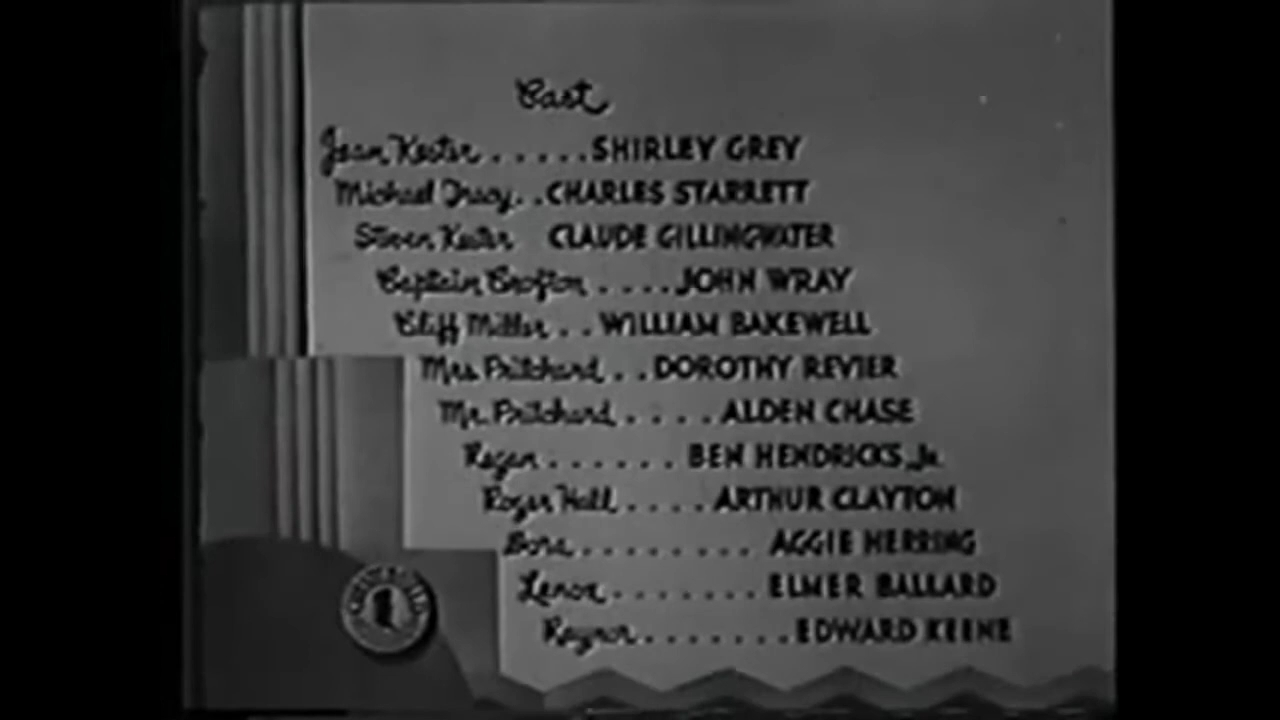 Cast
Jean Kester.....SHIRLEY GREY
Michael Tracy..CHARLES STARRETT
Steven Kester CLAUDE GILLINGWATER
Captain Crofton ....JOHN WRAY
Cliff Miller..WILLIAM BAKEWELL
Mrs Pritchard..DOROTHY REVIER
Mr. Pritchard....ALDEN CHASE
Regan......BEN HENDRICKS, Jr.
Roger Hall....ARTHUR CLAYTON
Dora........AGGIE HERRING
Lenox.......ELMER BALLARD
Raynor.......EDWARD KEENE